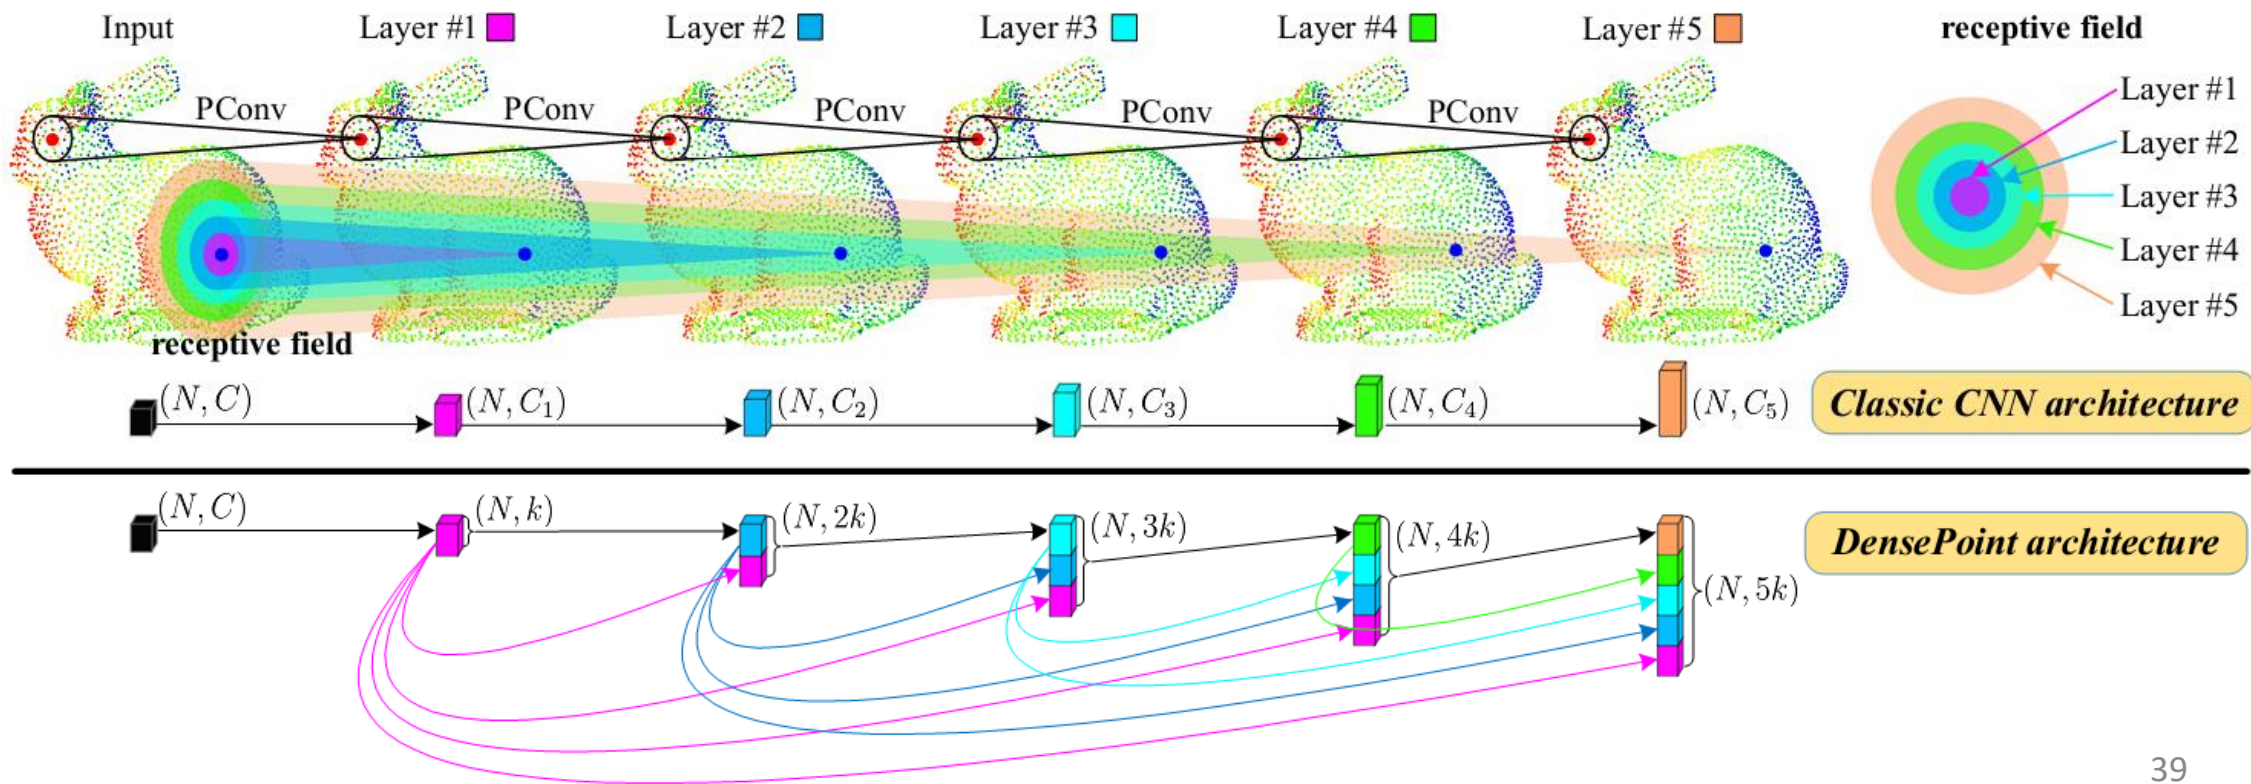 Input Layer #1 Layer #2 Layer #3 Layer #4 Layer #5 receptive field
PConv PConv PConv PConv PConv
Layer #1
Layer #2
Layer #3
Layer #4
Layer #5
receptive field
(N, C) (N, C₁) (N, C₂) (N, C₃) (N, C₄) (N, C₅) Classic CNN architecture
(N, C) (N, k) (N, 2k) (N, 3k) (N, 4k) (N, 5k) DensePoint architecture
39